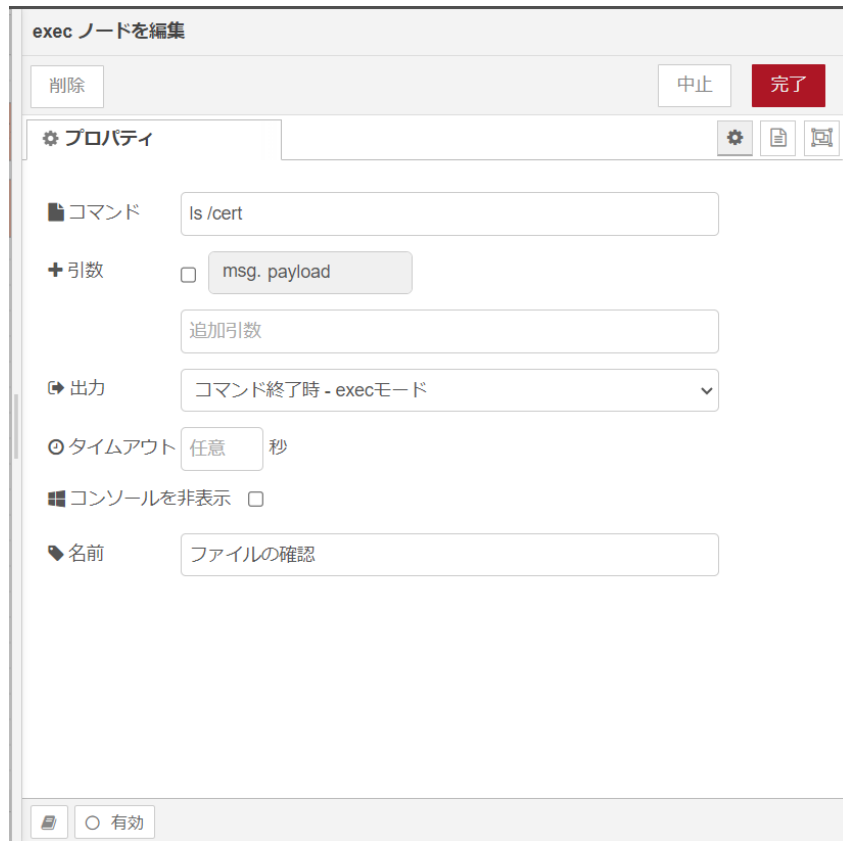 exec ノードを編集
削除
中止
完了
プロパティ
コマンド
ls /cert
引数
msg. payload
追加引数
出力
コマンド終了時 - execモード
タイムアウト
任意
秒
コンソールを非表示
名前
ファイルの確認
有効